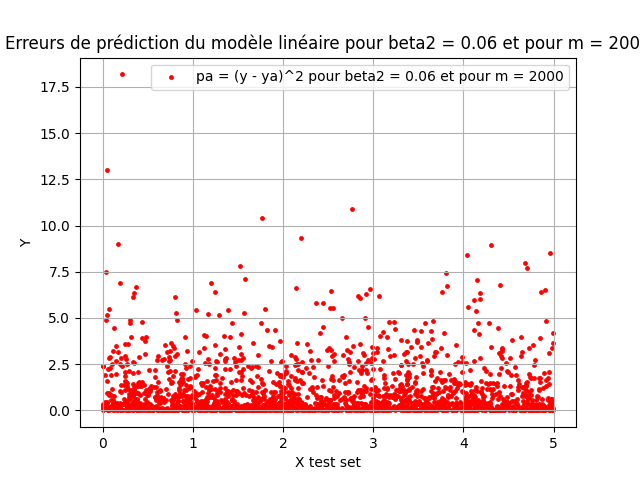 Erreurs de prédiction du modèle linéaire pour beta2 = 0.06 et pour m = 200
pa = (y - ya)^2 pour beta2 = 0.06 et pour m = 2000
17.5
15.0
12.5
10.0
7.5
5.0
2.5
0.0
Y
0 1 2 3 4 5
X test set